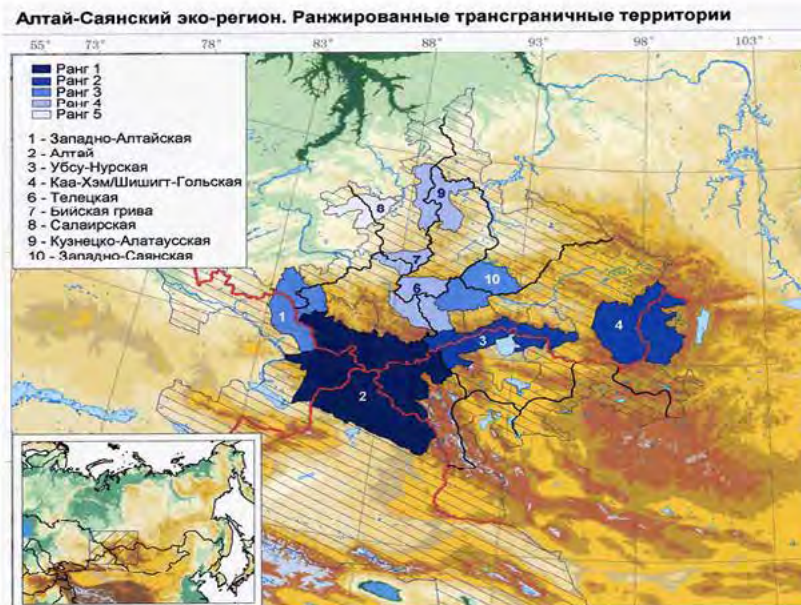 Алтай-Саянский эко-регион. Ранжированные трансграничные территории
55° 73° 78° 83° 88° 93° 98° 103°
Ранг 1
Ранг 2
Ранг 3
Ранг 4
Ранг 5
1 - Западно-Алтайская
2 - Алтай
3 - Убсу-Нурская
4 - Каа-Хэм/Шишигт-Гольская
6 - Телецкая
7 - Бийская грива
8 - Салаирская
9 - Кузнецко-Алатаусская
10 - Западно-Саянская
8
9
7
6
10
1
3
4
2